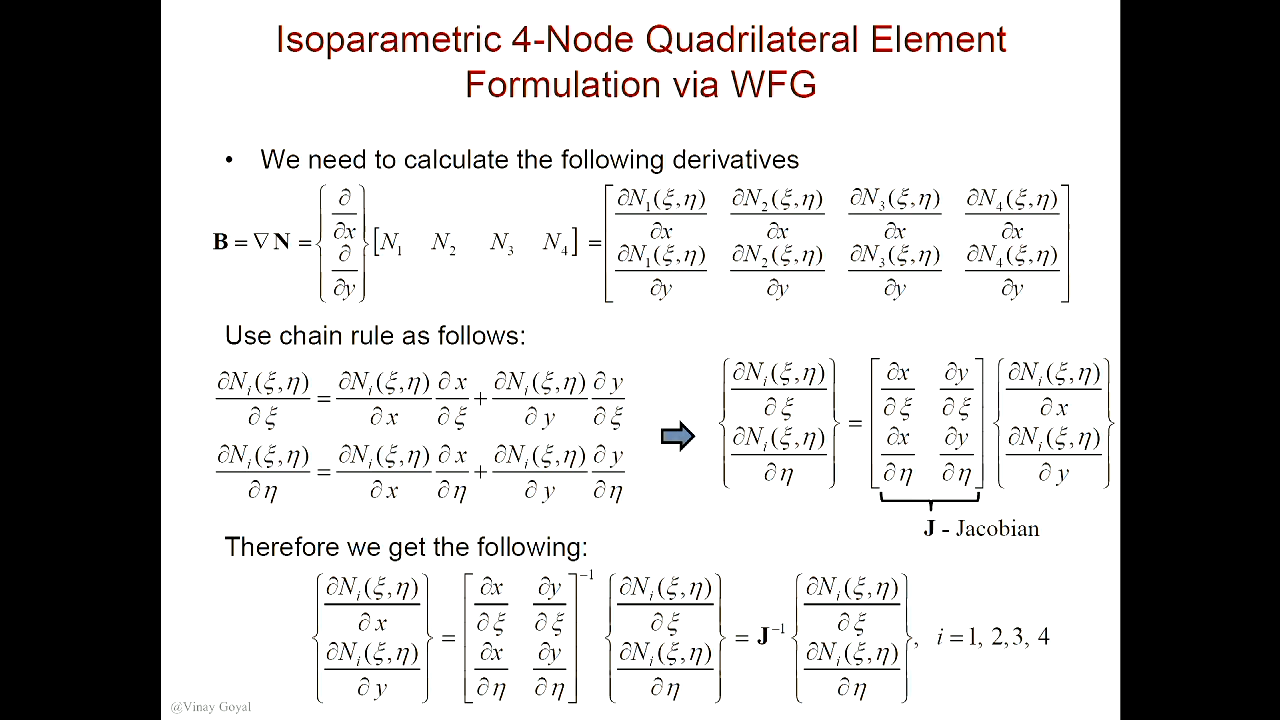 Isoparametric 4-Node Quadrilateral Element
Formulation via WFG
• We need to calculate the following derivatives
B = ∇ N = {∂/∂x ∂/∂y} [N₁ N₂ N₃ N₄] = [∂N₁(ξ,η)/∂x ∂N₂(ξ,η)/∂x ∂N₃(ξ,η)/∂x ∂N₄(ξ,η)/∂x; ∂N₁(ξ,η)/∂y ∂N₂(ξ,η)/∂y ∂N₃(ξ,η)/∂y ∂N₄(ξ,η)/∂y]
Use chain rule as follows:
∂Nᵢ(ξ,η)/∂ξ = ∂Nᵢ(ξ,η)/∂x ∂x/∂ξ + ∂Nᵢ(ξ,η)/∂y ∂y/∂ξ
∂Nᵢ(ξ,η)/∂η = ∂Nᵢ(ξ,η)/∂x ∂x/∂η + ∂Nᵢ(ξ,η)/∂y ∂y/∂η
{∂Nᵢ(ξ,η)/∂ξ; ∂Nᵢ(ξ,η)/∂η} = [∂x/∂ξ ∂y/∂ξ; ∂x/∂η ∂y/∂η] {∂Nᵢ(ξ,η)/∂x; ∂Nᵢ(ξ,η)/∂y}
J - Jacobian
Therefore we get the following:
{∂Nᵢ(ξ,η)/∂x; ∂Nᵢ(ξ,η)/∂y} = [∂x/∂ξ ∂y/∂ξ; ∂x/∂η ∂y/∂η]⁻¹ {∂Nᵢ(ξ,η)/∂ξ; ∂Nᵢ(ξ,η)/∂η} = J⁻¹ {∂Nᵢ(ξ,η)/∂ξ; ∂Nᵢ(ξ,η)/∂η}, i = 1, 2,3, 4
@Vinay Goyal